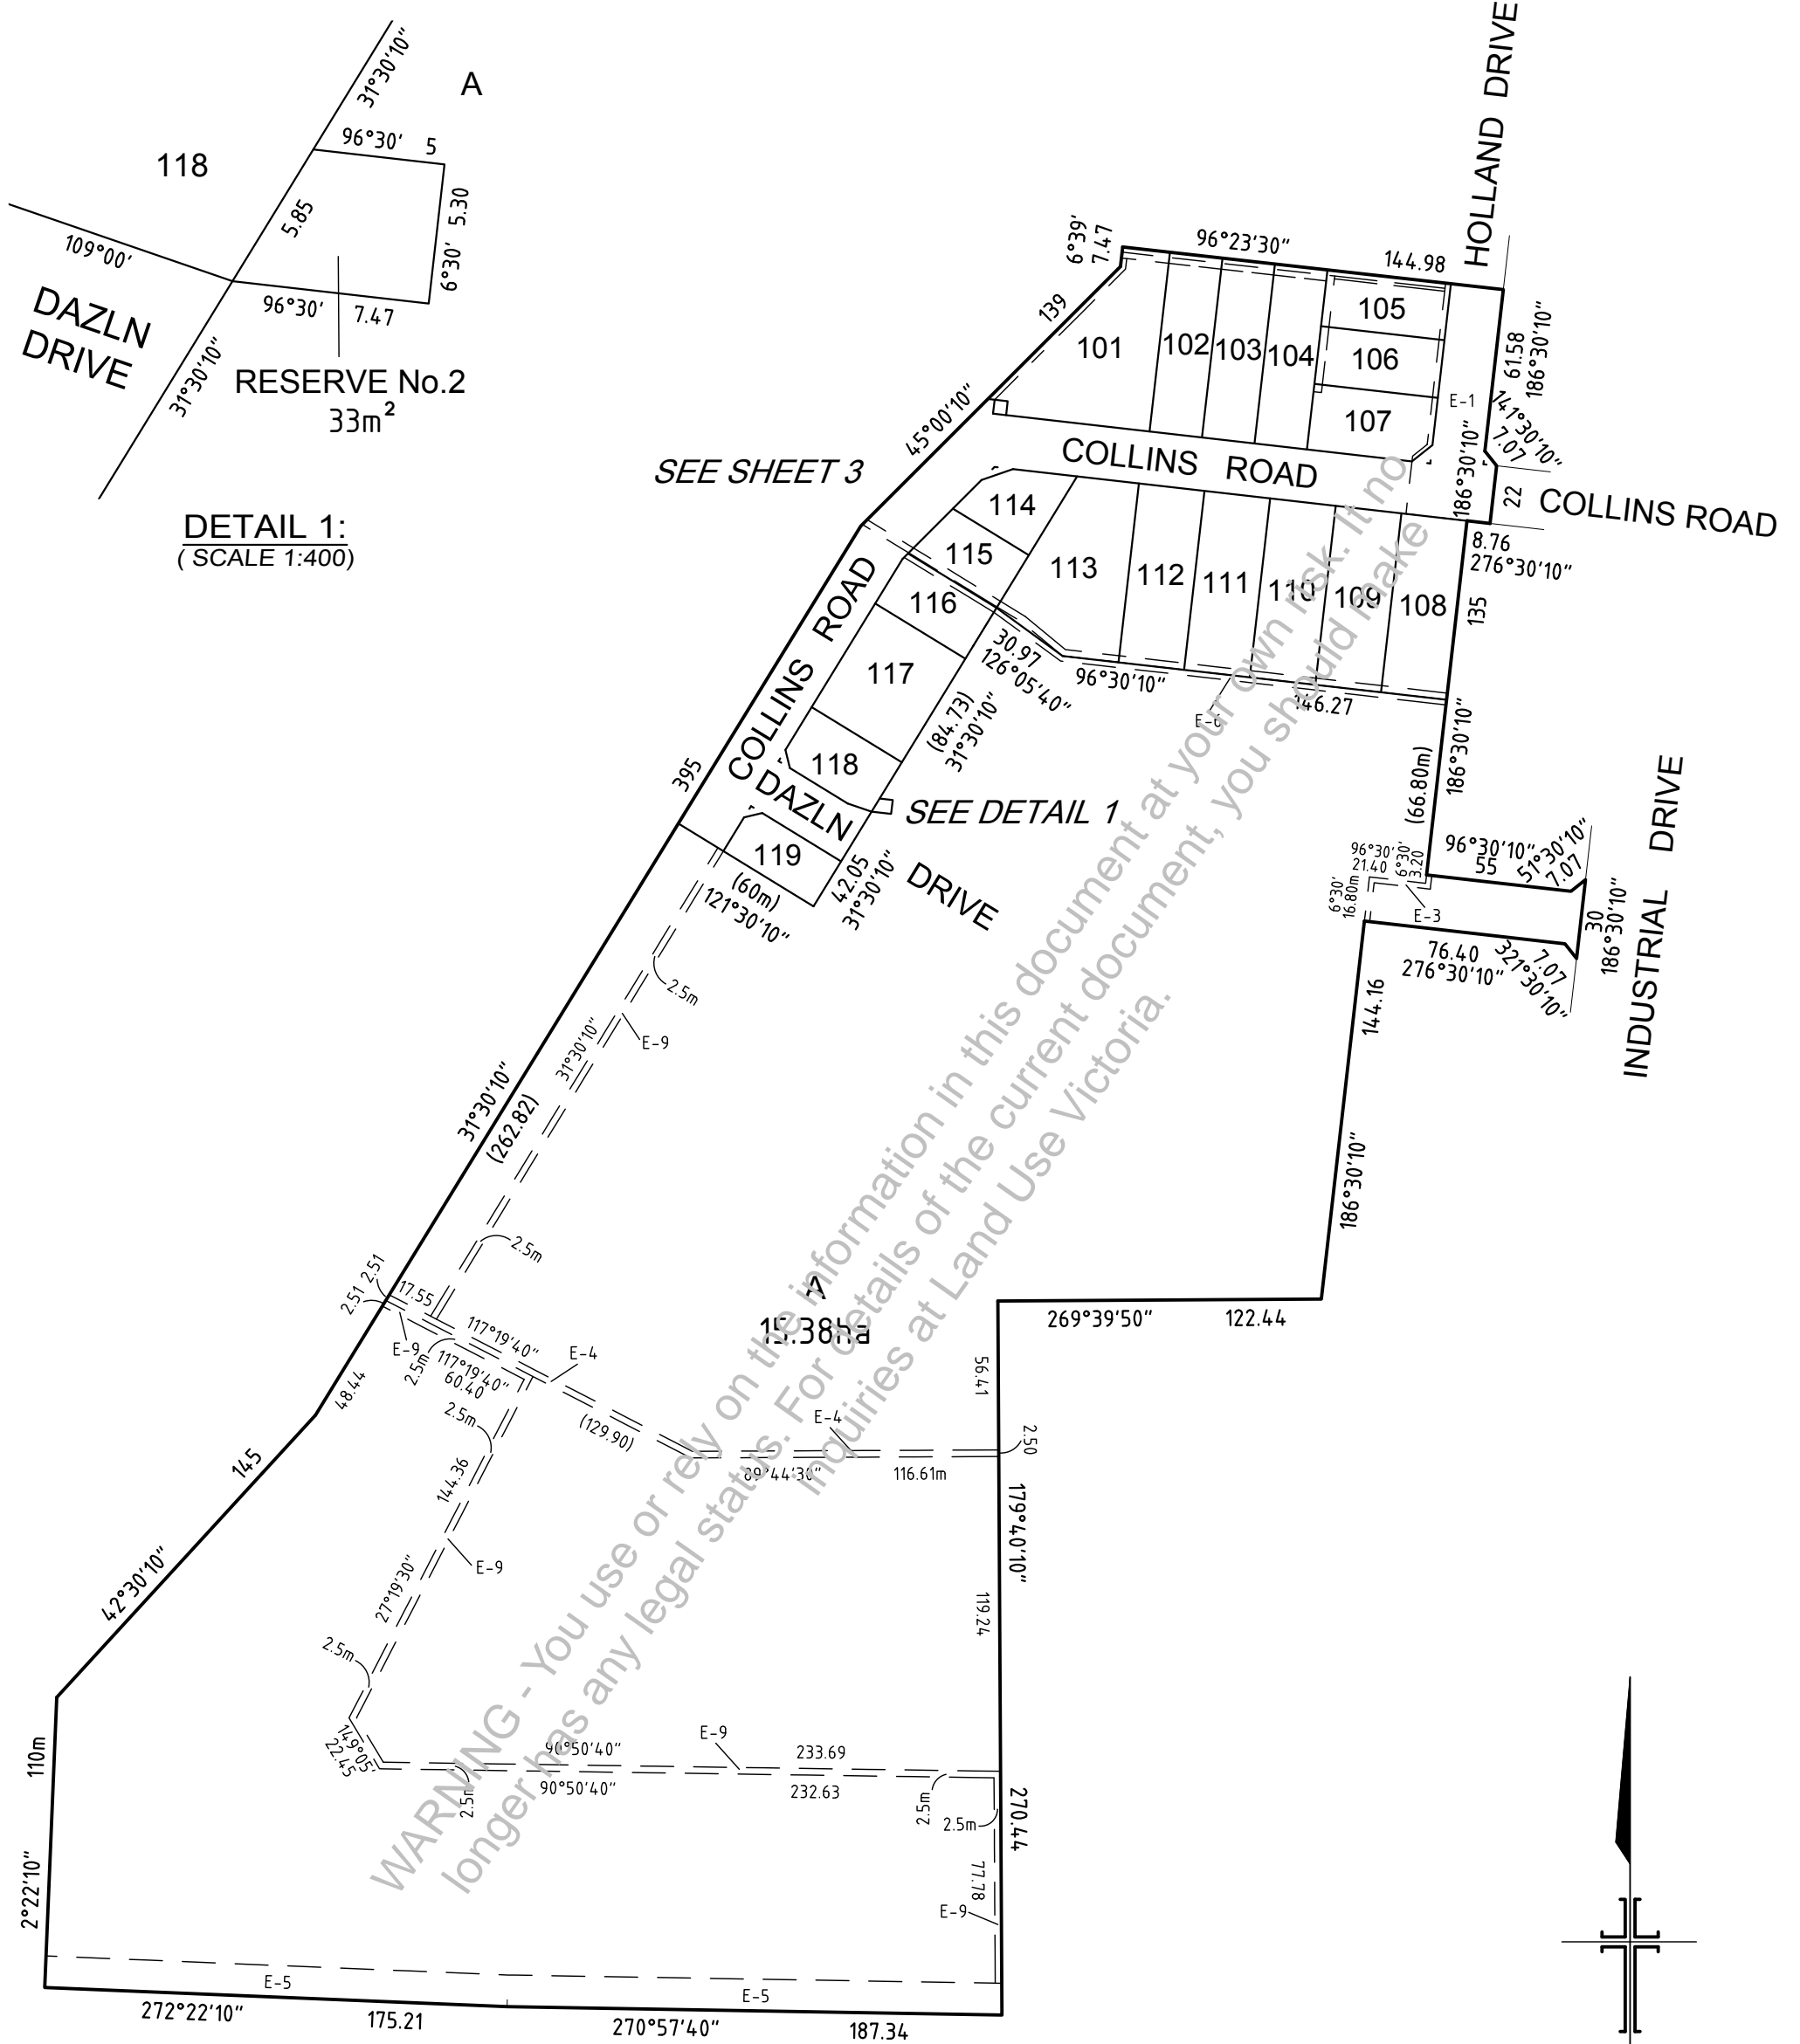 31°30'10"
A
96°30' 5
118
5.85
5.30
6°30'
109°00'
96°30' 7.47
DAZLN
DRIVE
31°30'10"
RESERVE No.2
33m²
DETAIL 1:
( SCALE 1:400)
HOLLAND DRIVE
6°39'
7.47
96°23'30"
144.98
139
45°00'10"
101
102
103
104
105
106
107
E-1
61.58
186°30'10"
141°30'10"
7.07
186°30'10"
22
COLLINS ROAD
COLLINS ROAD
SEE SHEET 3
8.76
276°30'10"
135
114
115
116
113
112
111
110
109
108
COLLINS ROAD
117
118
30.97
126°05'40"
96°30'10"
146.27
E-6
(84.73)
31°30'10"
186°30'10"
(66.80m)
395
DAZLN
DRIVE
SEE DETAIL 1
119
(60m)
121°30'10"
42.05
31°30'10"
96°30'
21.40
6°30'
3.20
6°30'
16.80m
E-3
96°30'10"
55
51°30'10"
7.07
30
186°30'10"
INDUSTRIAL DRIVE
76.40
276°30'10"
7.07
321°30'10"
144.16
186°30'10"
2.5m
E-9
31°30'10"
31°30'10"
(262.82)
2.5m
2.51
2.51
17.55
117°19'40"
E-9
2.5m
117°19'40"
60.40
E-4
(129.90)
E-4
89°44'30"
116.61m
A
15.38ha
269°39'50"
122.44
56.41
2.50
179°40'10"
119.24
48.44
145
42°30'10"
2.5m
144.36
27°19'30"
E-9
2.5m
149°05'
22.45
90°50'40"
E-9
233.69
90°50'40"
232.63
2.5m
2.5m
2.5m
270.44
77.78
E-9
110m
2°22'10"
E-5
E-5
272°22'10"
175.21
270°57'40"
187.34
WARNING - You use or rely on the information in this document at your own risk. It no
longer has any legal status. For details of the current document, you should make
inquiries at Land Use Victoria.